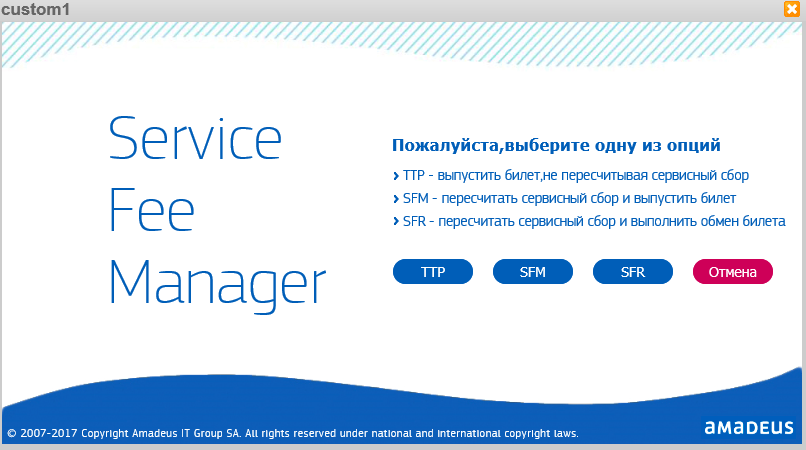 custom1
Service
Fee
Manager
Пожалуйста,выберите одну из опций
TTP - выпустить билет,не пересчитывая сервисный сбор
SFM - пересчитать сервисный сбор и выпустить билет
SFR - пересчитать сервисный сбор и выполнить обмен билета
TTP SFM SFR Отмена
© 2007-2017 Copyright Amadeus IT Group SA. All rights reserved under national and international copyright laws.
amadeus